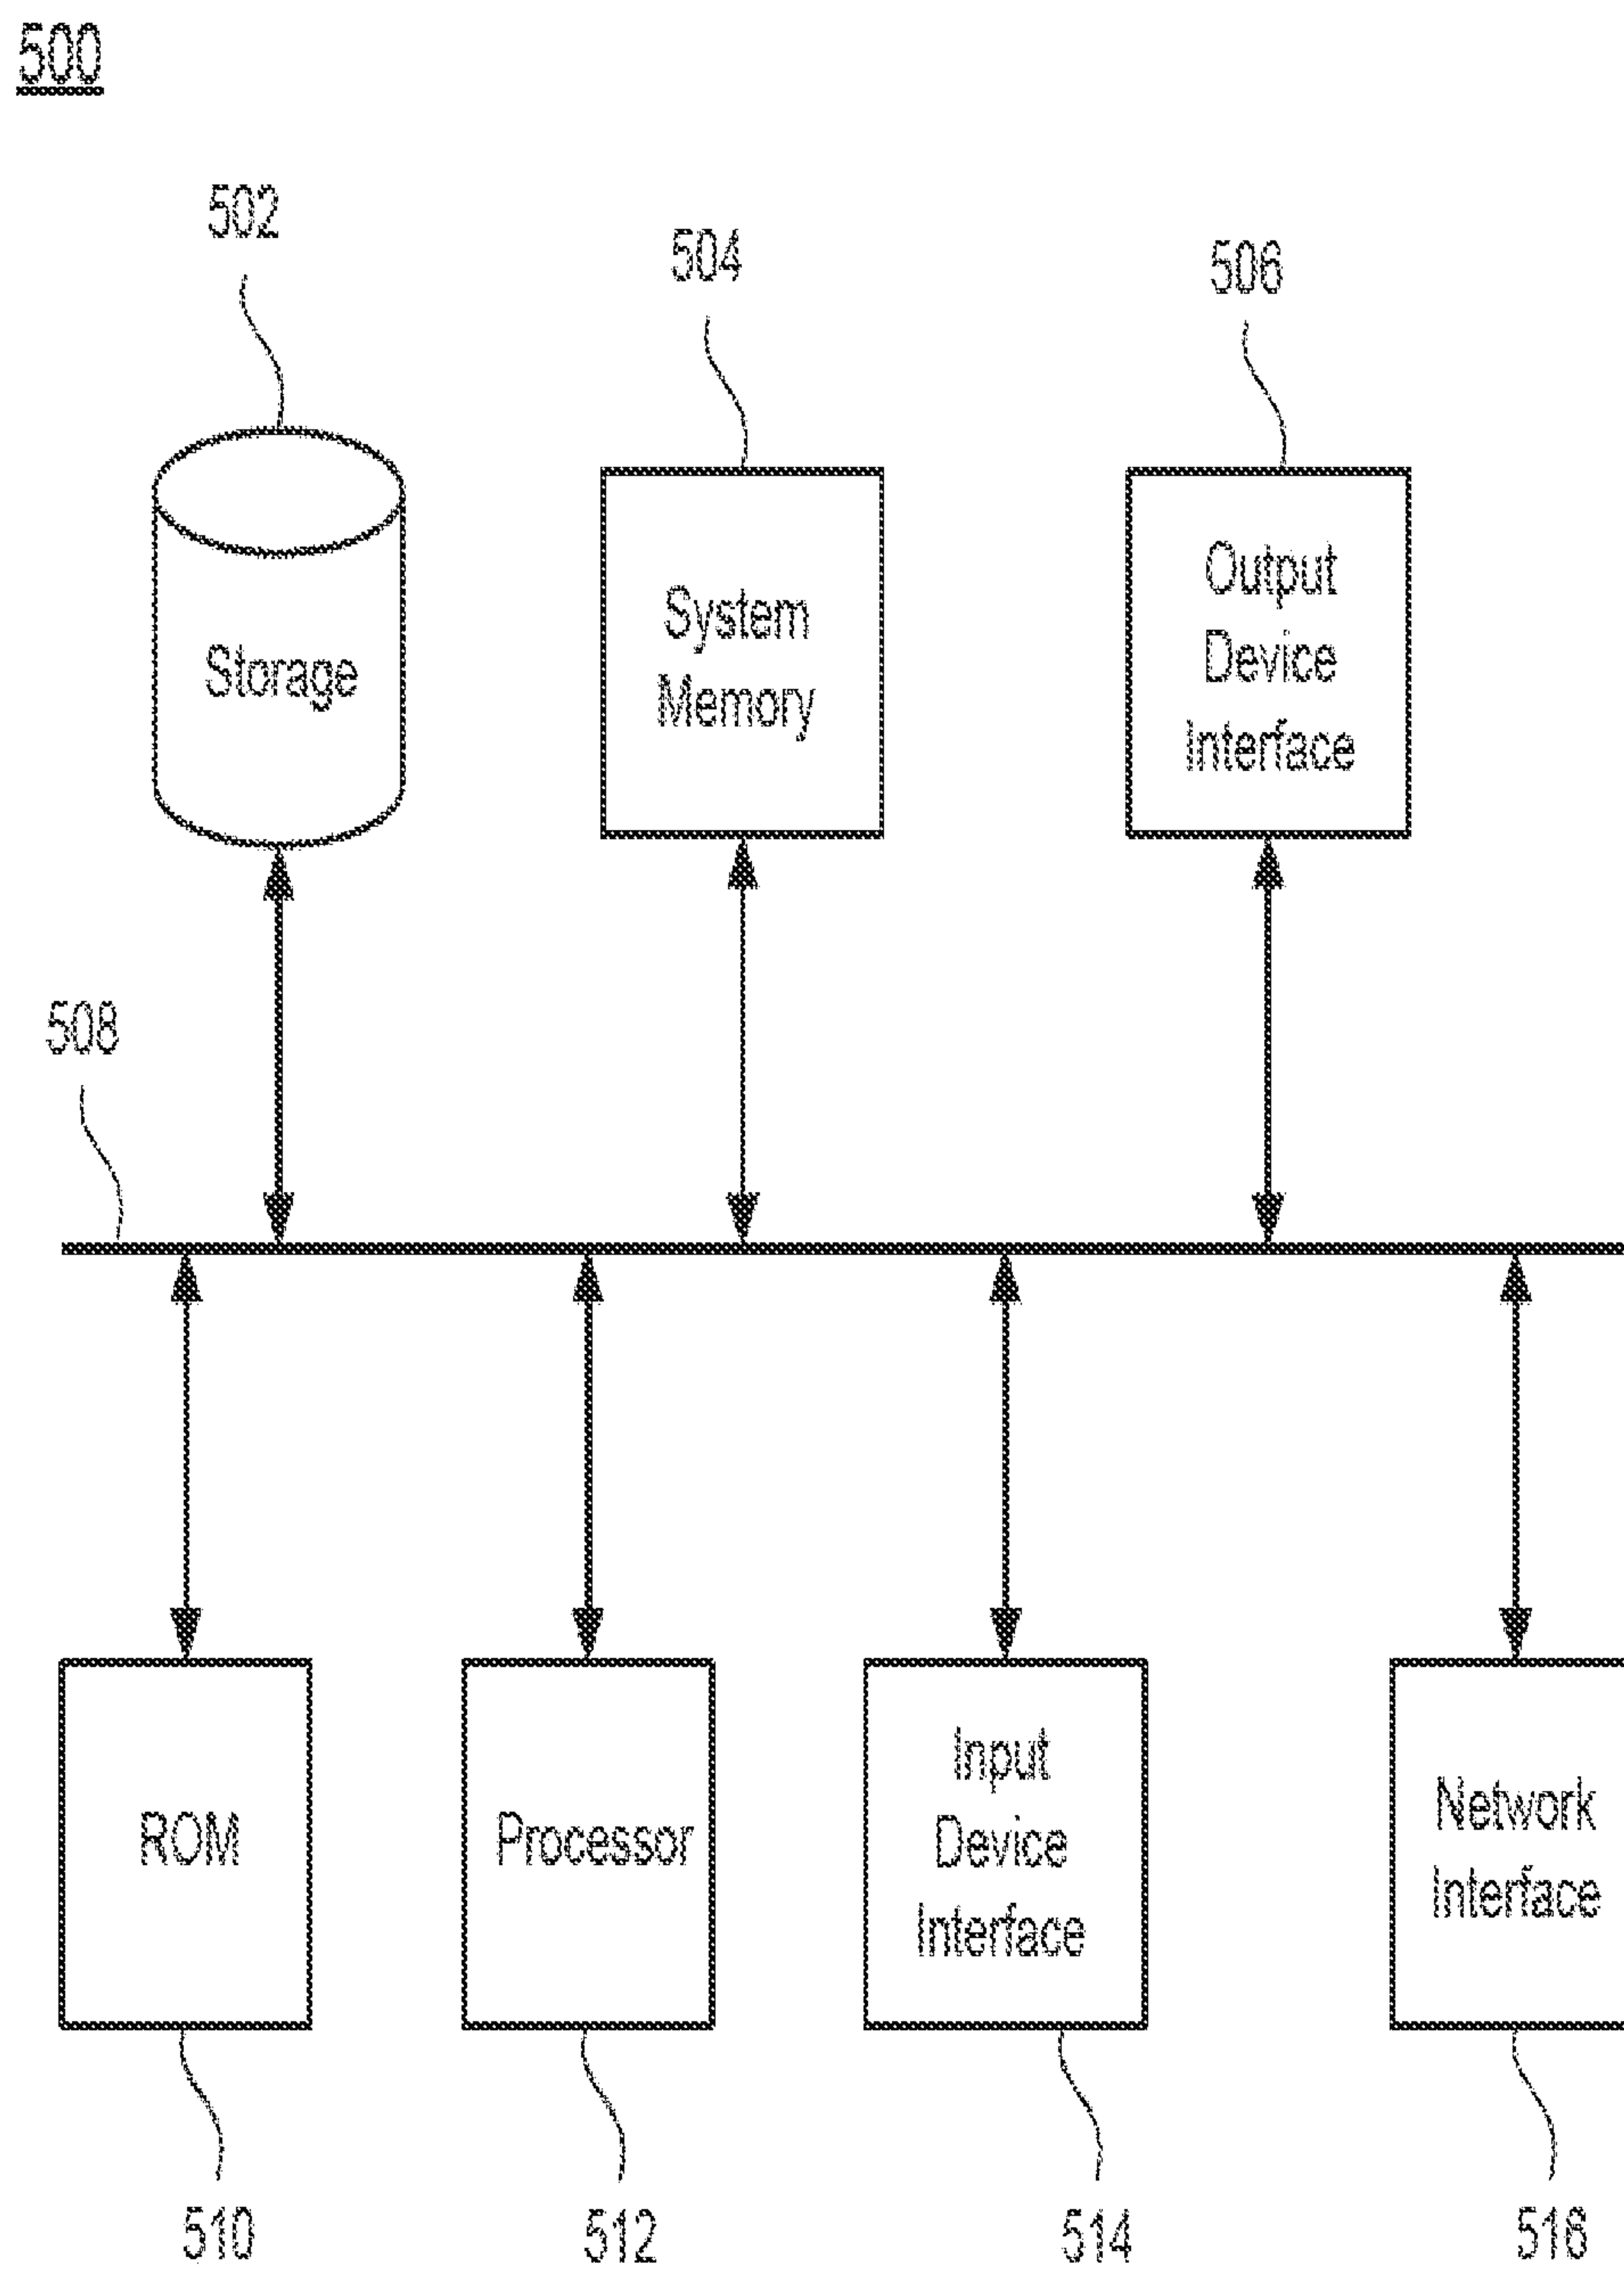 500
502
504
506
Storage
System
Memory
Output
Device
Interface
508
ROM
Processor
Input
Device
Interface
Network
Interface
510
512
514
516